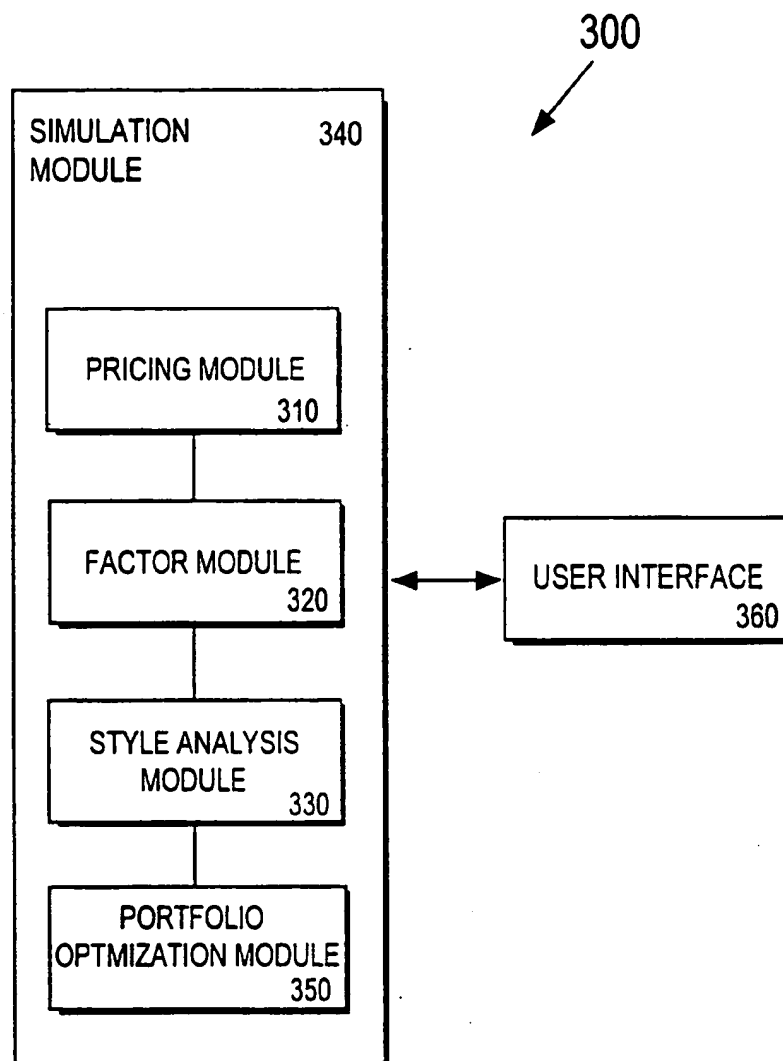 300
SIMULATION 340
MODULE
PRICING MODULE
310
FACTOR MODULE
320
USER INTERFACE
360
STYLE ANALYSIS
MODULE
330
PORTFOLIO
OPTMIZATION MODULE
350